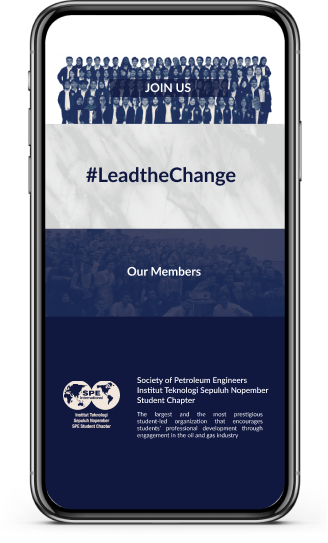 JOIN US
#LeadtheChange
Our Members
SPE
International
Institut Teknologi
Sepuluh Nopember
SPE Student Chapter
Society of Petroleum Engineers
Institut Teknologi Sepuluh Nopember
Student Chapter
The largest and the most prestigious
student-led organization that encourages
students' professional development through
engagement in the oil and gas industry